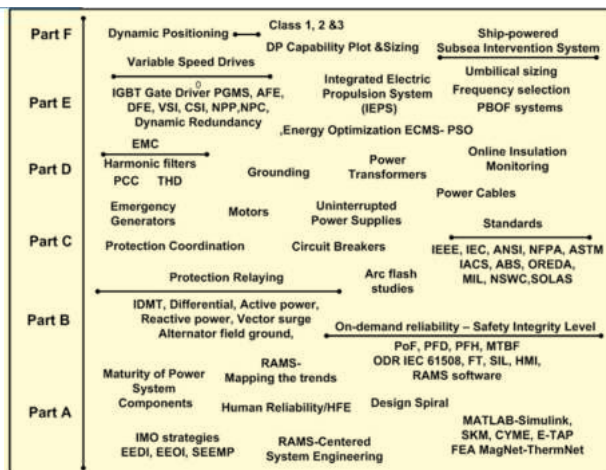 Part F
Dynamic Positioning
Class 1, 2 &3
DP Capability Plot &Sizing
Ship-powered
Subsea Intervention System
Part E
Variable Speed Drives
IGBT Gate Driver PGMS, AFE,
DFE, VSI, CSI, NPP,NPC,
Dynamic Redundancy
Integrated Electric
Propulsion System
(IEPS)
Umbilical sizing
Frequency selection
PBOF systems
,Energy Optimization ECMS- PSO
Part D
EMC
Harmonic filters
PCC THD
Grounding
Power
Transformers
Online Insulation
Monitoring
Power Cables
Part C
Emergency
Generators
Motors
Uninterrupted
Power Supplies
Protection Coordination
Circuit Breakers
Standards
IEEE, IEC, ANSI, NFPA, ASTM
IACS, ABS, OREDA,
MIL, NSWC,SOLAS
Part B
Protection Relaying
Arc flash
studies
IDMT, Differential, Active power,
Reactive power, Vector surge
Alternator field ground,
On-demand reliability – Safety Integrity Level
PoF, PFD, PFH, MTBF
ODR IEC 61508, FT, SIL, HMI,
RAMS software
Part A
Maturity of Power
System
Components
RAMS-
Mapping the trends
Human Reliability/HFE
Design Spiral
IMO strategies
EEDI, EEOI, SEEMP
RAMS-Centered
System Engineering
MATLAB-Simulink,
SKM, CYME, E-TAP
FEA MagNet-ThermNet